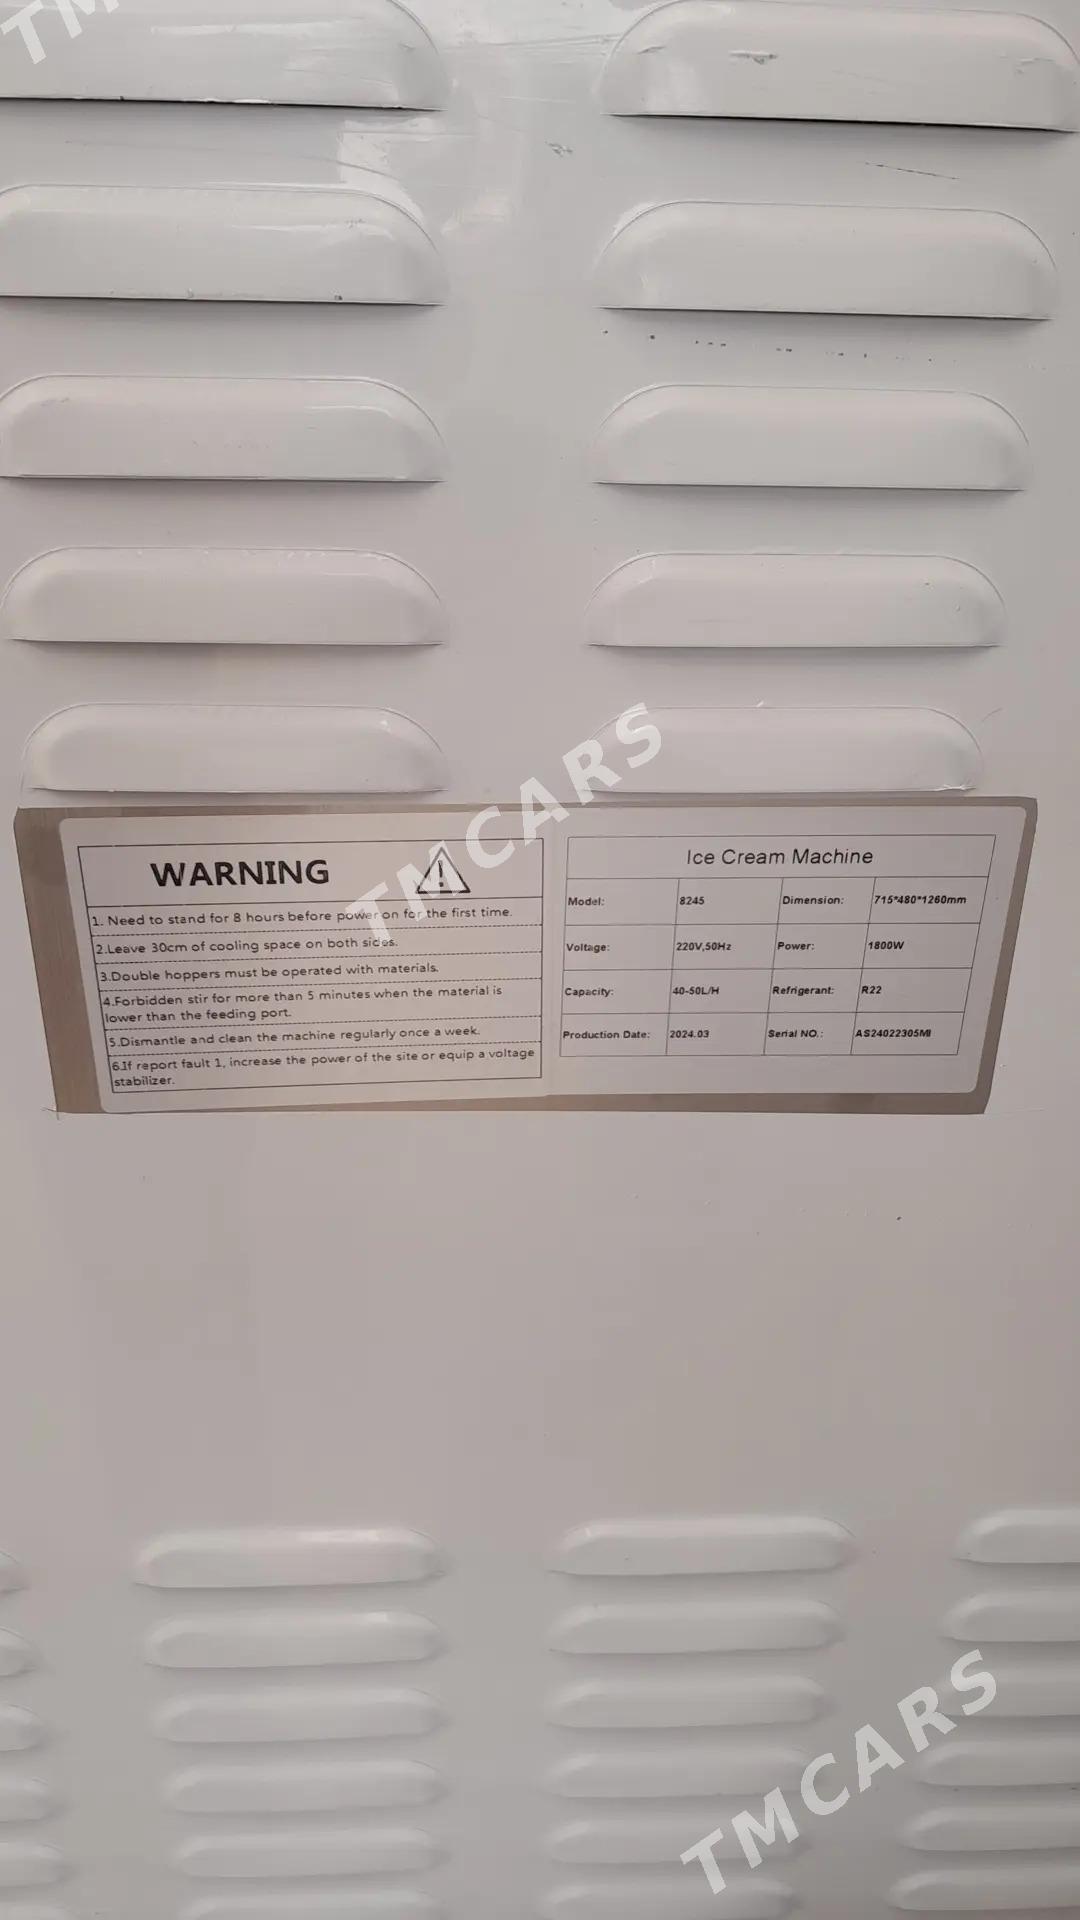 TM
WARNING
1. Need to stand for 8 hours before power on for the first time.
2.Leave 30cm of cooling space on both sides.
3.Double hoppers must be operated with materials.
4.Forbidden stir for more than 5 minutes when the material is
lower than the feeding port.
5.Dismantle and clean the machine regularly once a week.
6.If report fault 1, increase the power of the site or equip a voltage
stabilizer.
Ice Cream Machine
Model: 8245 Dimension: 715*480*1260mm
Voltage: 220V,50Hz Power: 1800W
Capacity: 40-50L/H Refrigerant: R22
Production Date: 2024.03 Serial NO.: AS24022305MI
TMCARS
TMCARS